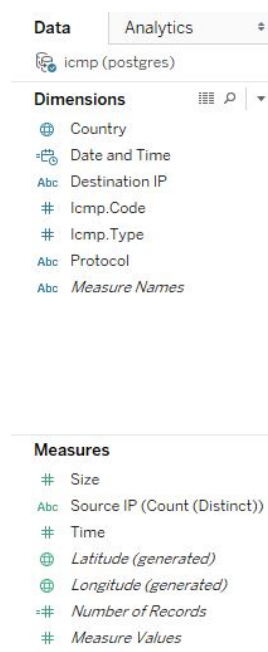 Data Analytics
icmp (postgres)
Dimensions
Country
Date and Time
Abc Destination IP
# Icmp.Code
# Icmp.Type
Abc Protocol
Abc Measure Names
Measures
# Size
Abc Source IP (Count (Distinct))
# Time
Latitude (generated)
Longitude (generated)
=# Number of Records
# Measure Values